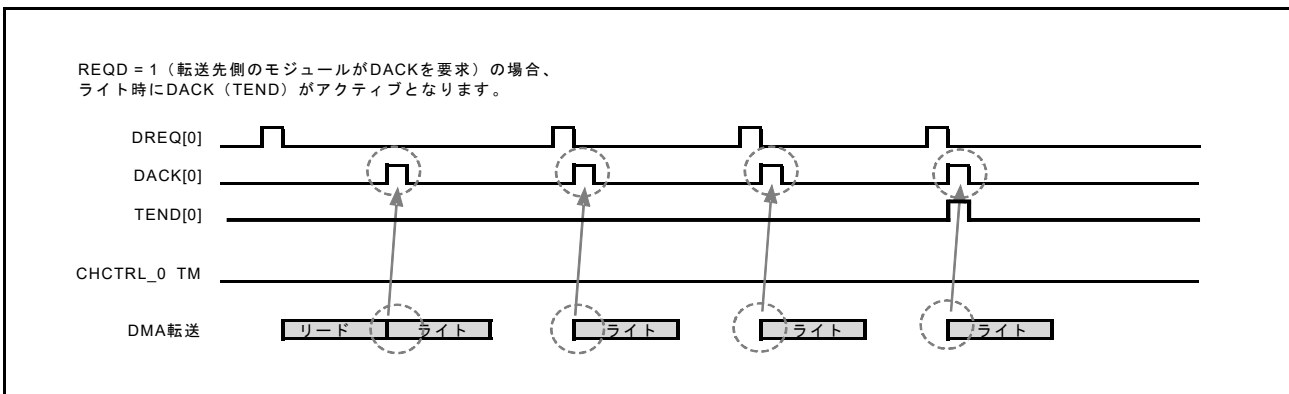 REQD = 1（転送先側のモジュールがDACKを要求）の場合、
ライト時にDACK（TEND）がアクティブとなります。
DREQ[0]
DACK[0]
TEND[0]
CHCTRL_0 TM
DMA転送 リード ライト ライト ライト ライト